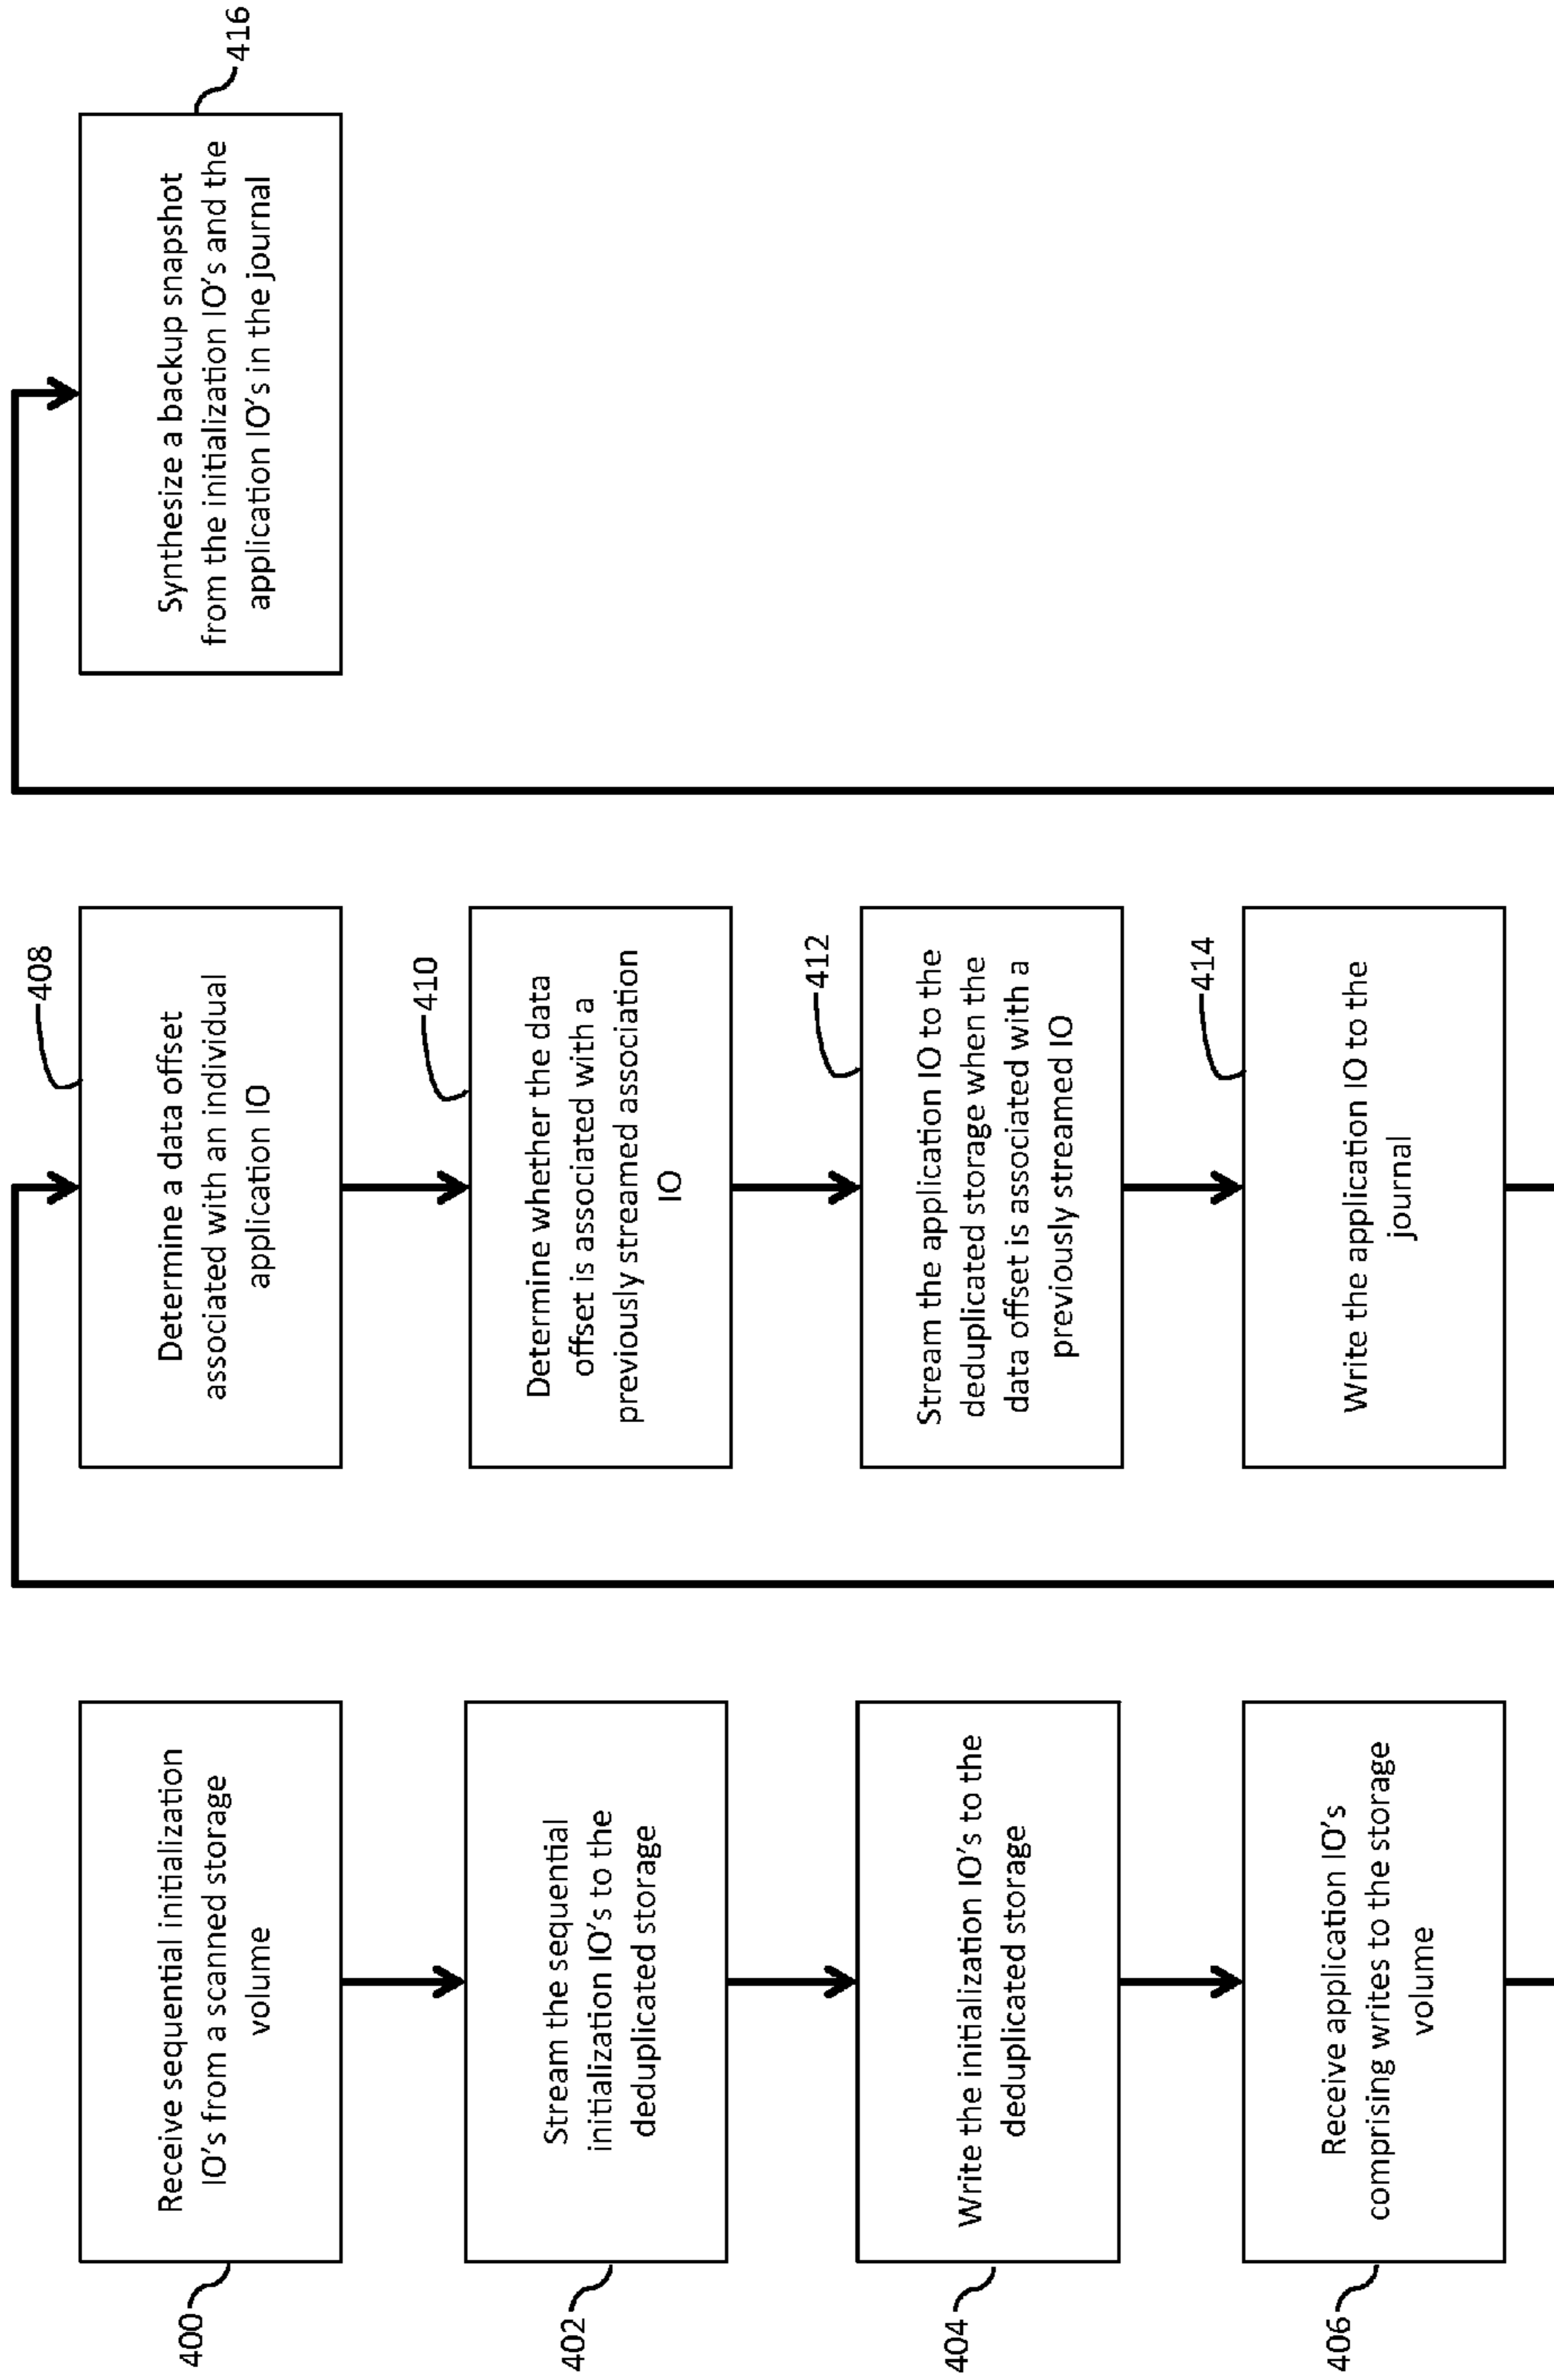 400
Receive sequential initialization
IO's from a scanned storage
volume
402
Stream the sequential
initialization IO's to the
deduplicated storage
404
Write the initialization IO's to the
deduplicated storage
406
Receive application IO's
comprising writes to the storage
volume
408
Determine a data offset
associated with an individual
application IO
410
Determine whether the data
offset is associated with a
previously streamed association
IO
412
Stream the application IO to the
deduplicated storage when the
data offset is associated with a
previously streamed IO
414
Write the application IO to the
journal
416
Synthesize a backup snapshot
from the initialization IO's and the
application IO's in the journal